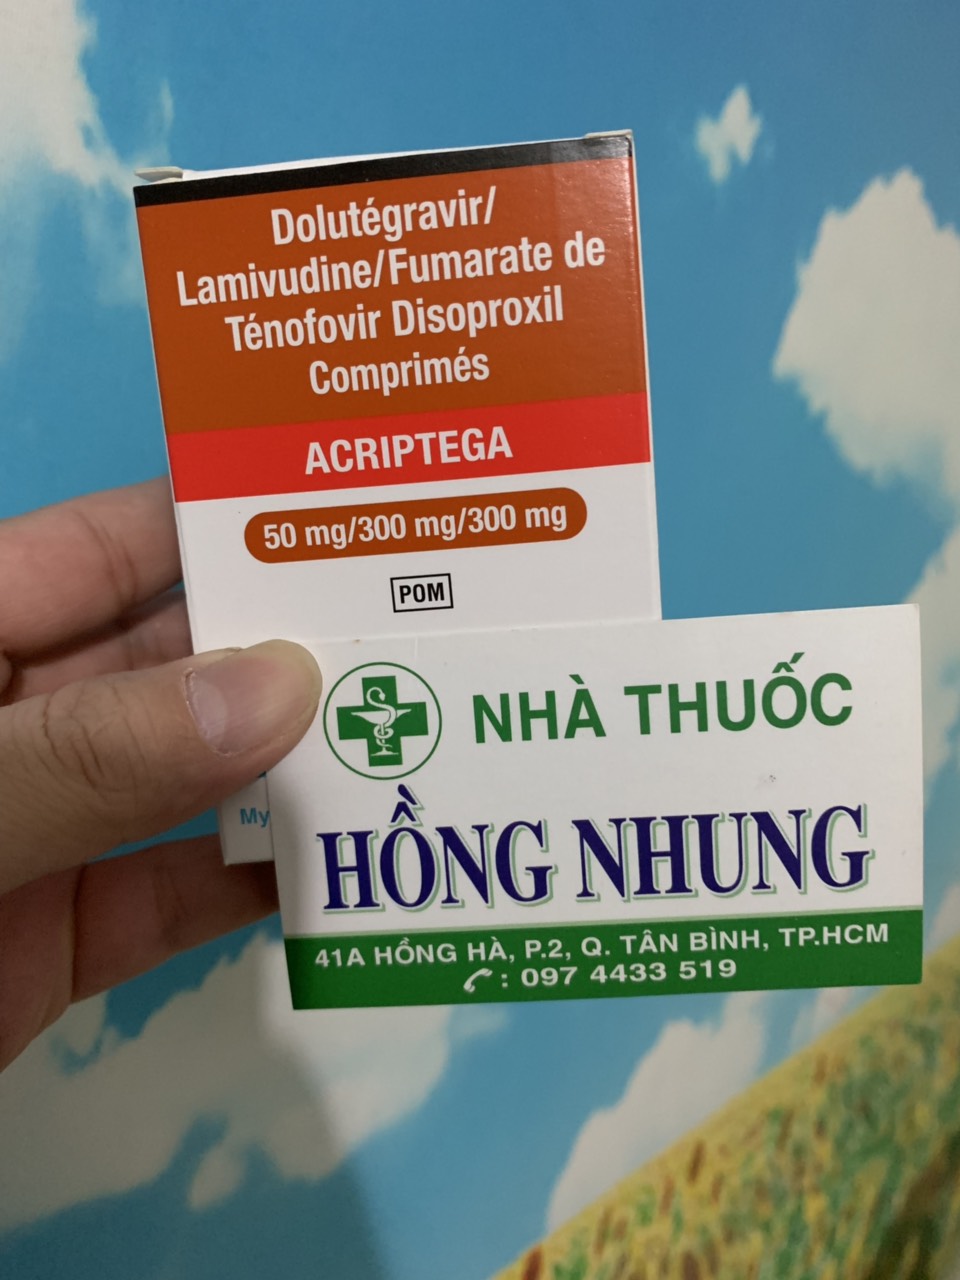 Dolutégravir/
Lamivudine/Fumarate de
Ténofovir Disoproxil
Comprimés
ACRIPTEGA
50 mg/300 mg/300 mg
POM
My
NHÀ THUỐC
HỒNG NHUNG
41A HỒNG HÀ, P.2, Q. TÂN BÌNH, TP.HCM
: 097 4433 519